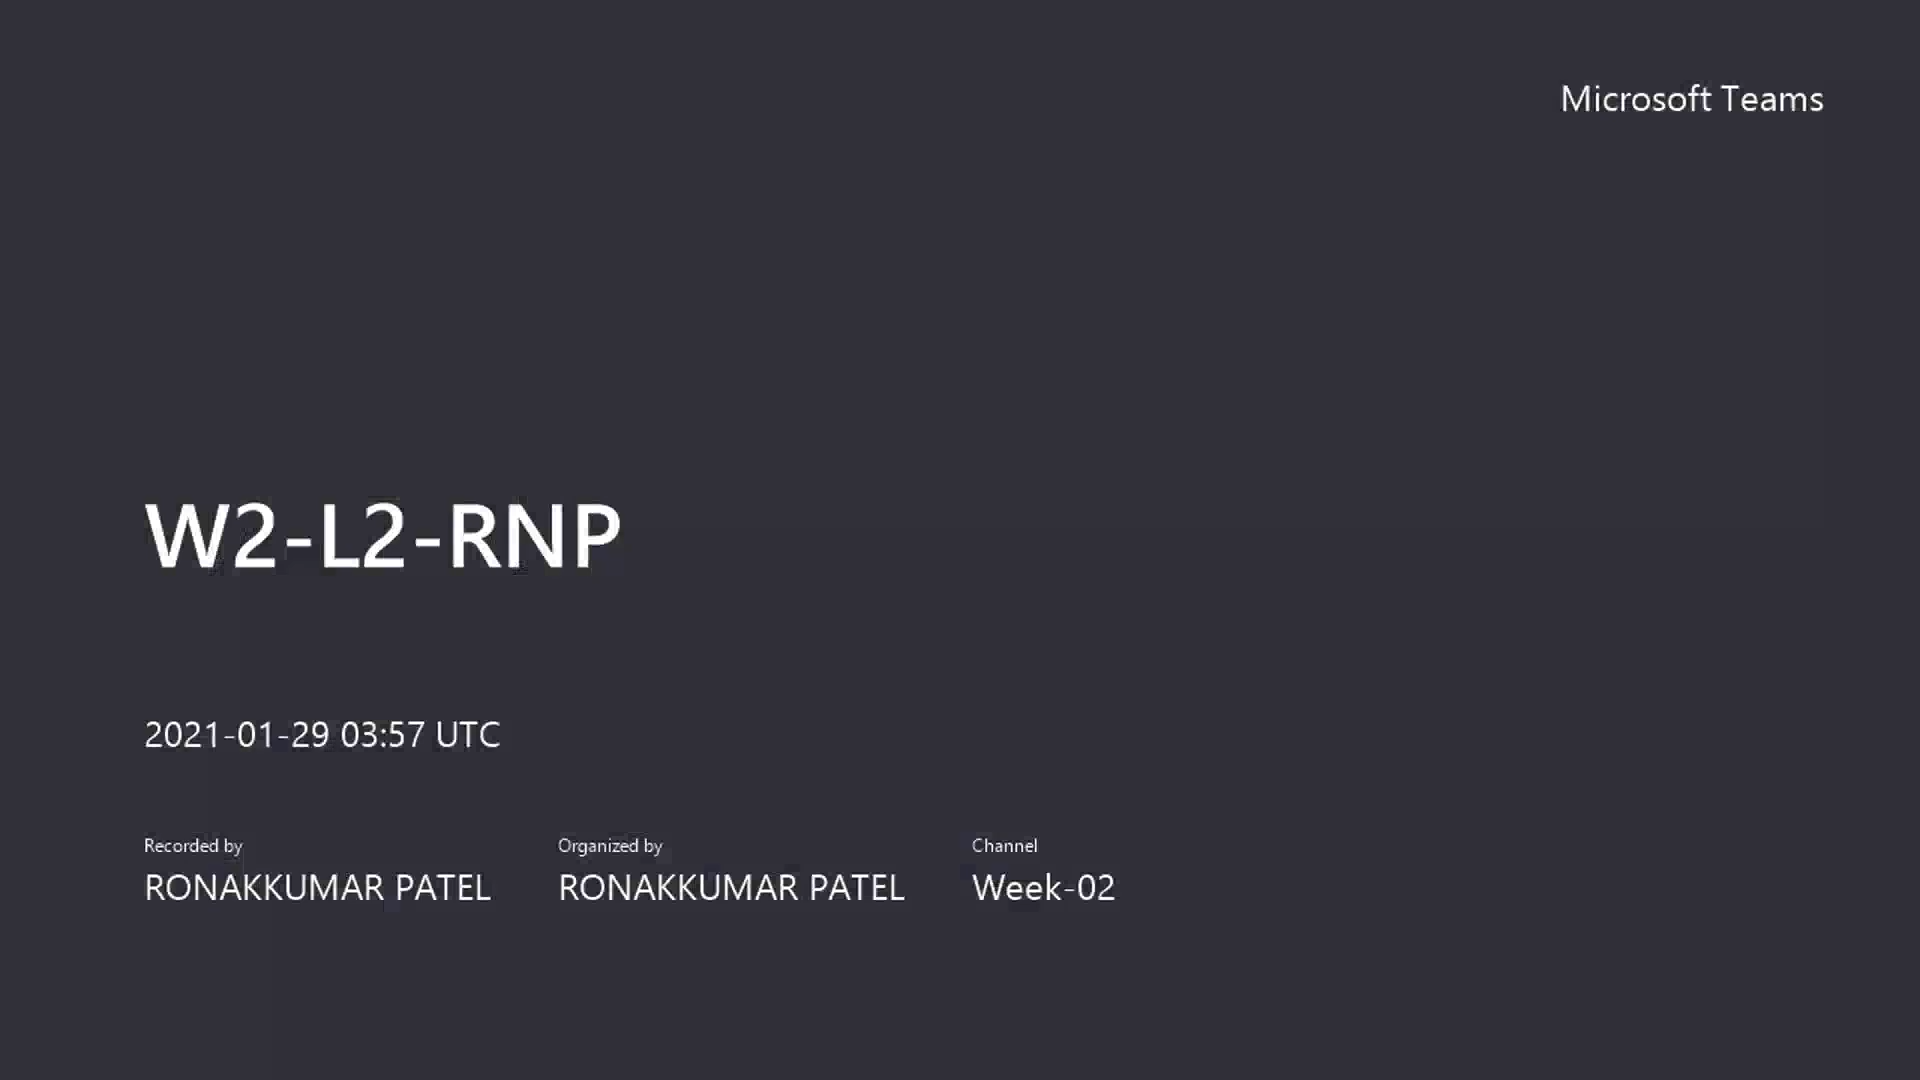 Microsoft Teams
W2-L2-RNP
2021-01-29 03:57 UTC
Recorded by
RONAKKUMAR PATEL
Organized by
RONAKKUMAR PATEL
Channel
Week-02